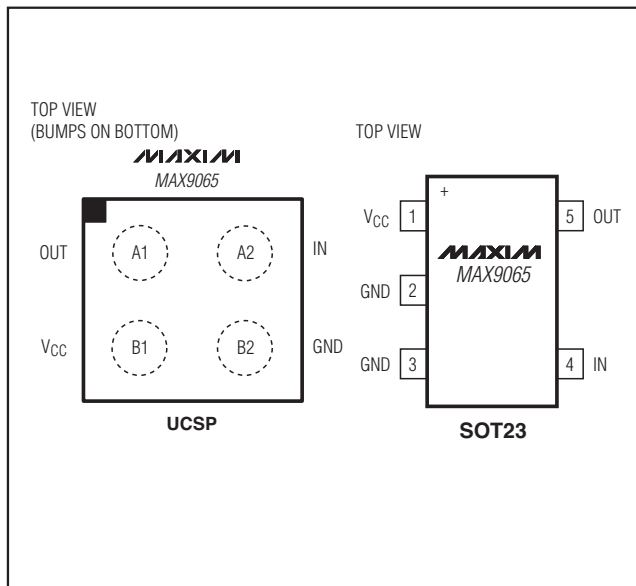 TOP VIEW
(BUMPS ON BOTTOM)
MAXIM
MAX9065
OUT
A1
A2
IN
VCC
B1
B2
GND
UCSP
TOP VIEW
+
VCC 1
5 OUT
MAXIM
MAX9065
GND 2
GND 3
4 IN
SOT23